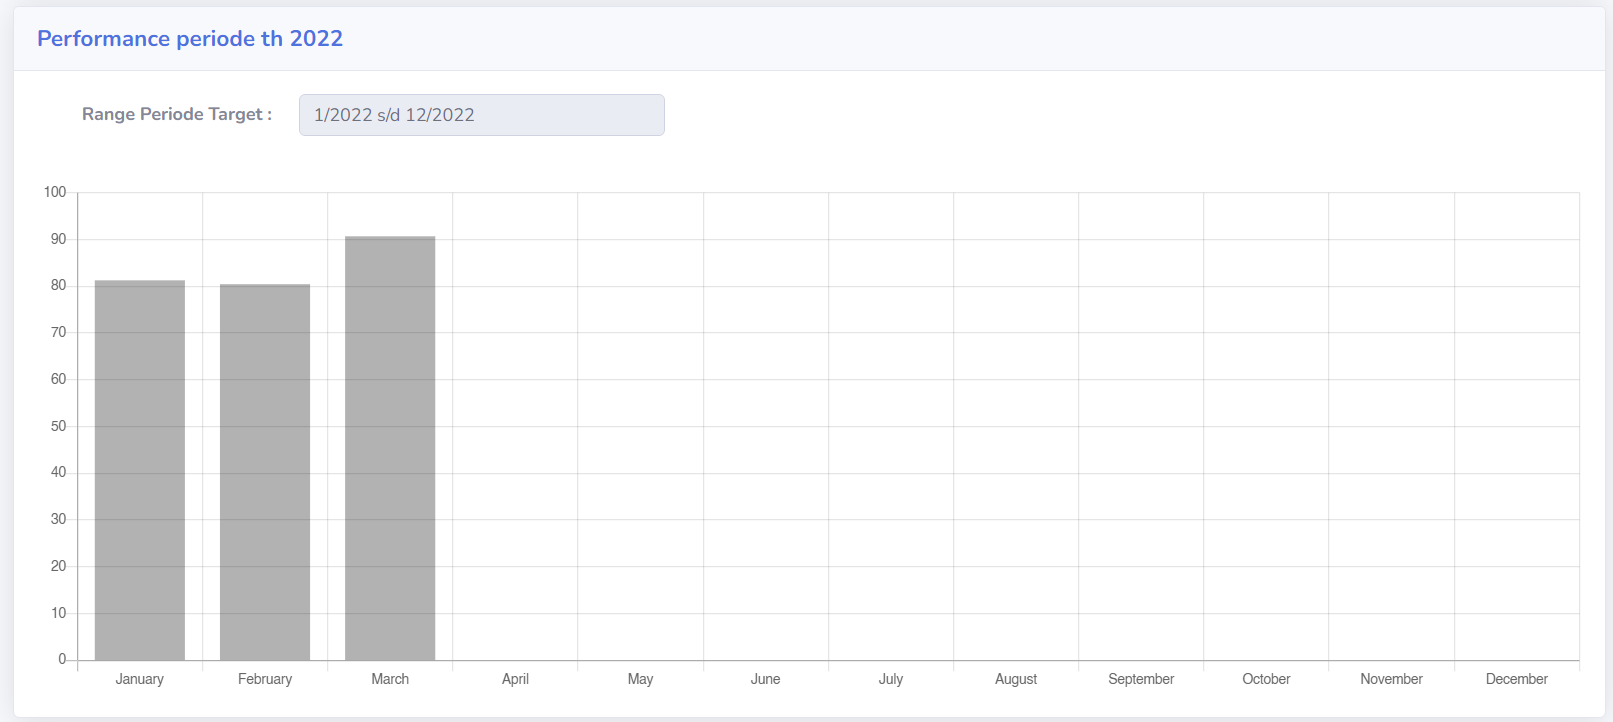 Performance periode th 2022
Range Periode Target :
1/2022 s/d 12/2022
100
90
80
70
60
50
40
30
20
10
0
January February March April May June July August September October November December